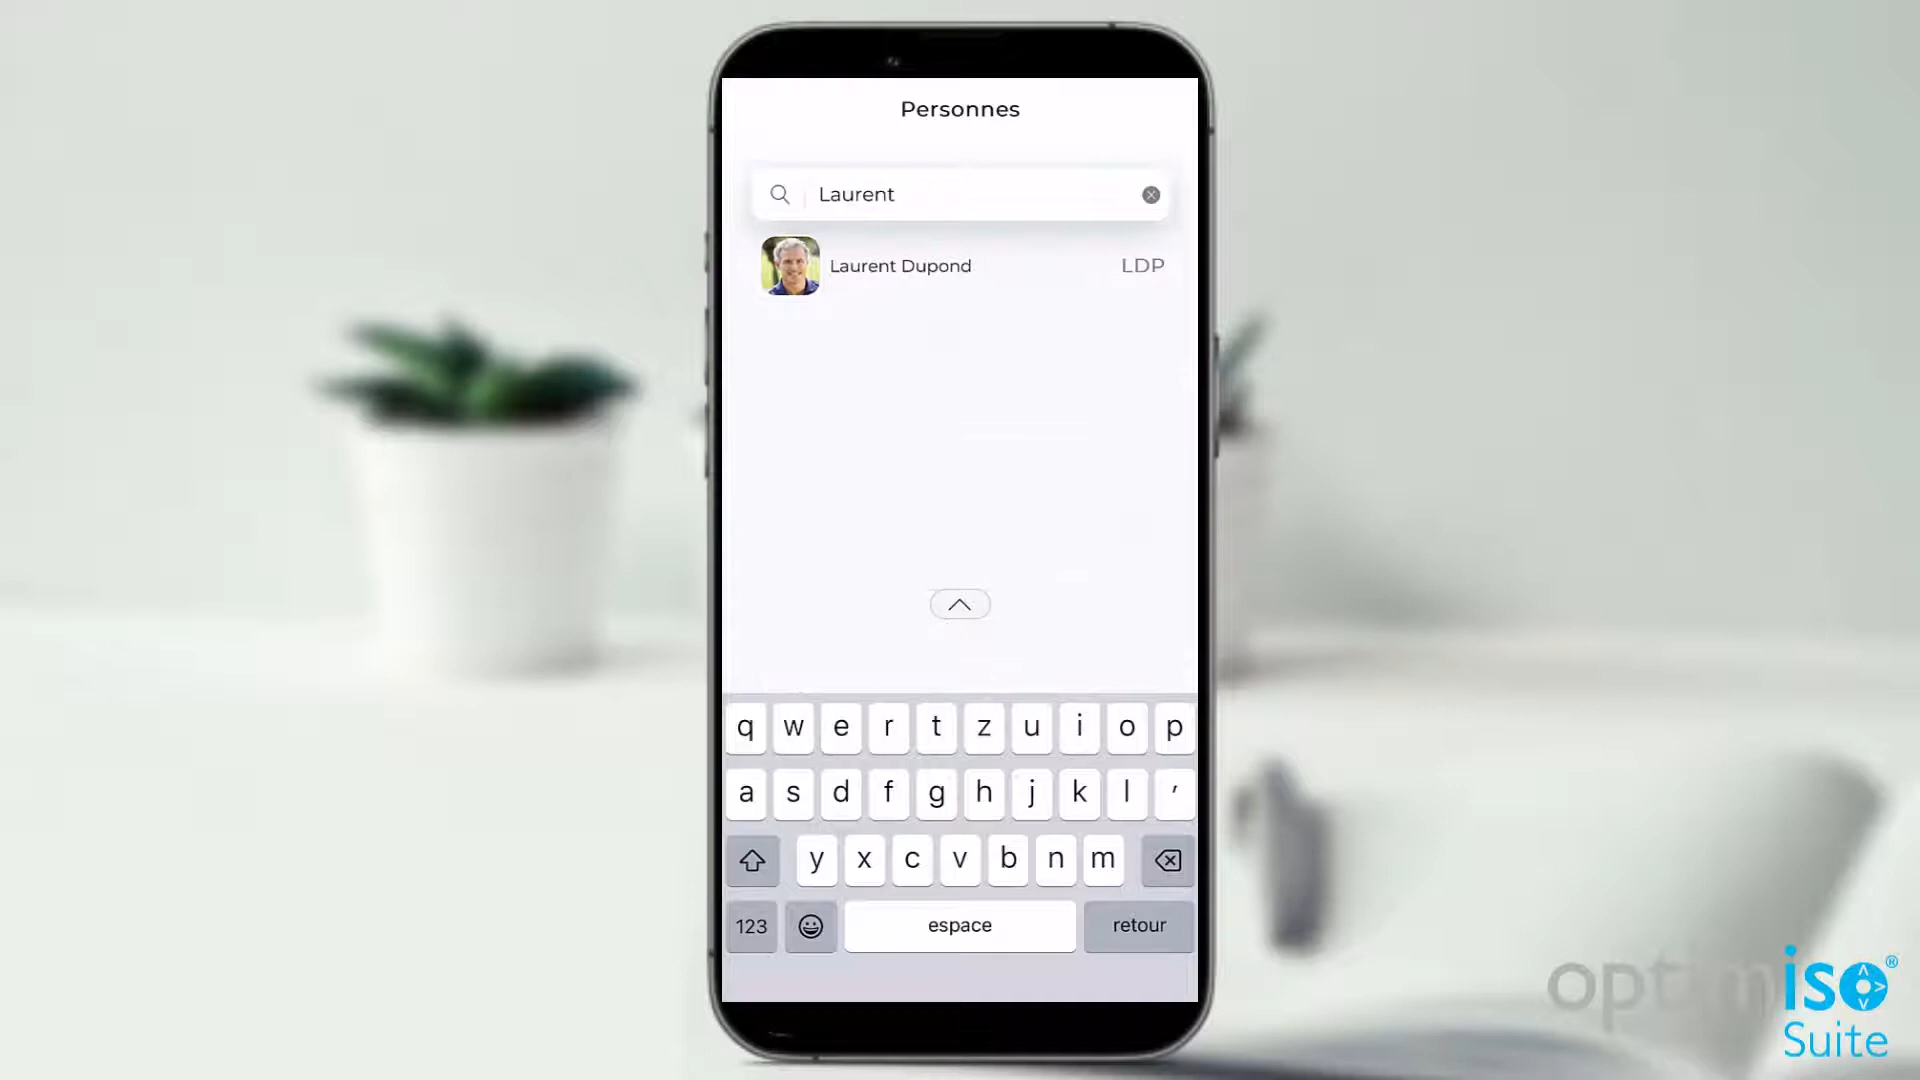 Personnes
Laurent
Laurent Dupond LDP
q w e r t z u i o p
a s d f g h j k l ′
y x c v b n m
123 espace retour
optimiso®
Suite